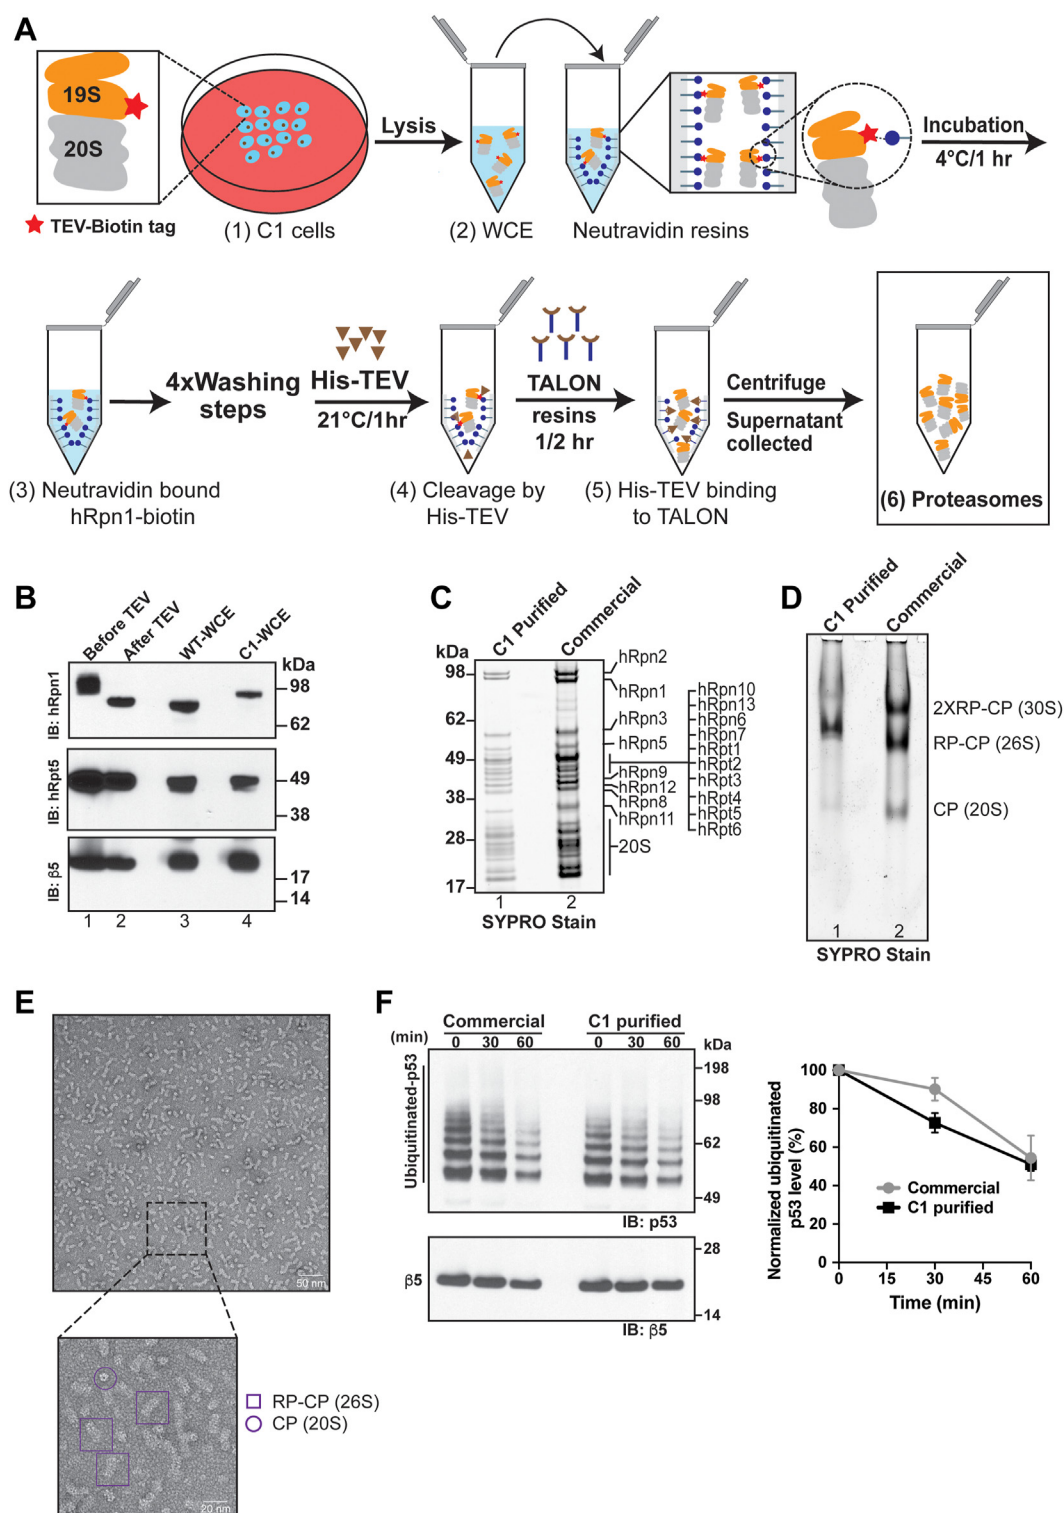 A
19S
20S
TEV-Biotin tag
(1) C1 cells
Lysis
(2) WCE
Neutravidin resins
Incubation
4°C/1 hr
(3) Neutravidin bound
hRpn1-biotin
4xWashing
steps
His-TEV
21°C/1hr
(4) Cleavage by
His-TEV
TALON
resins
1/2 hr
(5) His-TEV binding
to TALON
Centrifuge
Supernatant
collected
(6) Proteasomes
B
Before TEV
After TEV
WT-WCE
C1-WCE
kDa
IB: hRpn1
98
62
IB: hRpt5
49
38
IB: β5
17
14
1 2 3 4
C
C1 Purified
Commercial
kDa
98
62
49
38
28
17
hRpn2
hRpn1
hRpn3
hRpn5
hRpn9
hRpn12
hRpn8
hRpn11
20S
hRpn10
hRpn13
hRpn6
hRpn7
hRpt1
hRpt2
hRpt3
hRpt4
hRpt5
hRpt6
1 2
SYPRO Stain
D
C1 Purified
Commercial
2XRP-CP (30S)
RP-CP (26S)
CP (20S)
1 2
SYPRO Stain
E
50 nm
20 nm
RP-CP (26S)
CP (20S)
F
Commercial
C1 purified
(min)
0 30 60 0 30 60
kDa
Ubiquitinated-p53
198
98
62
49
IB: p53
β5
28
14
IB: β5
Normalized ubiquitinated
p53 level (%)
100
80
60
40
20
0
Commercial
C1 purified
0 15 30 45 60
Time (min)